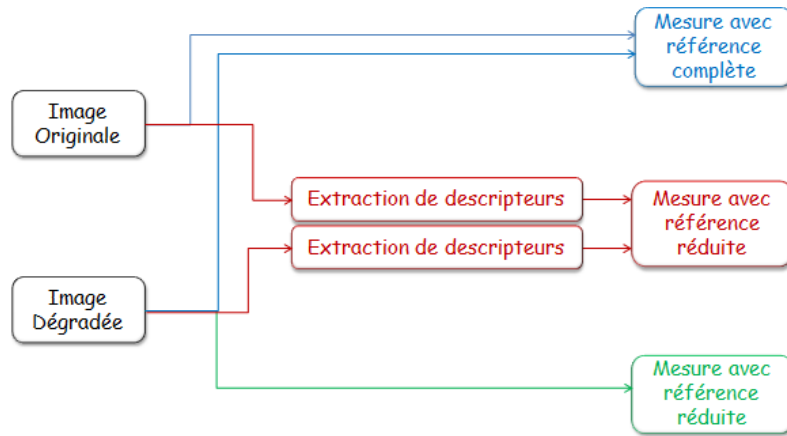 Mesure avec
référence
complète
Image
Originale
Extraction de descripteurs
Extraction de descripteurs
Mesure avec
référence
réduite
Image
Dégradée
Mesure avec
référence
réduite